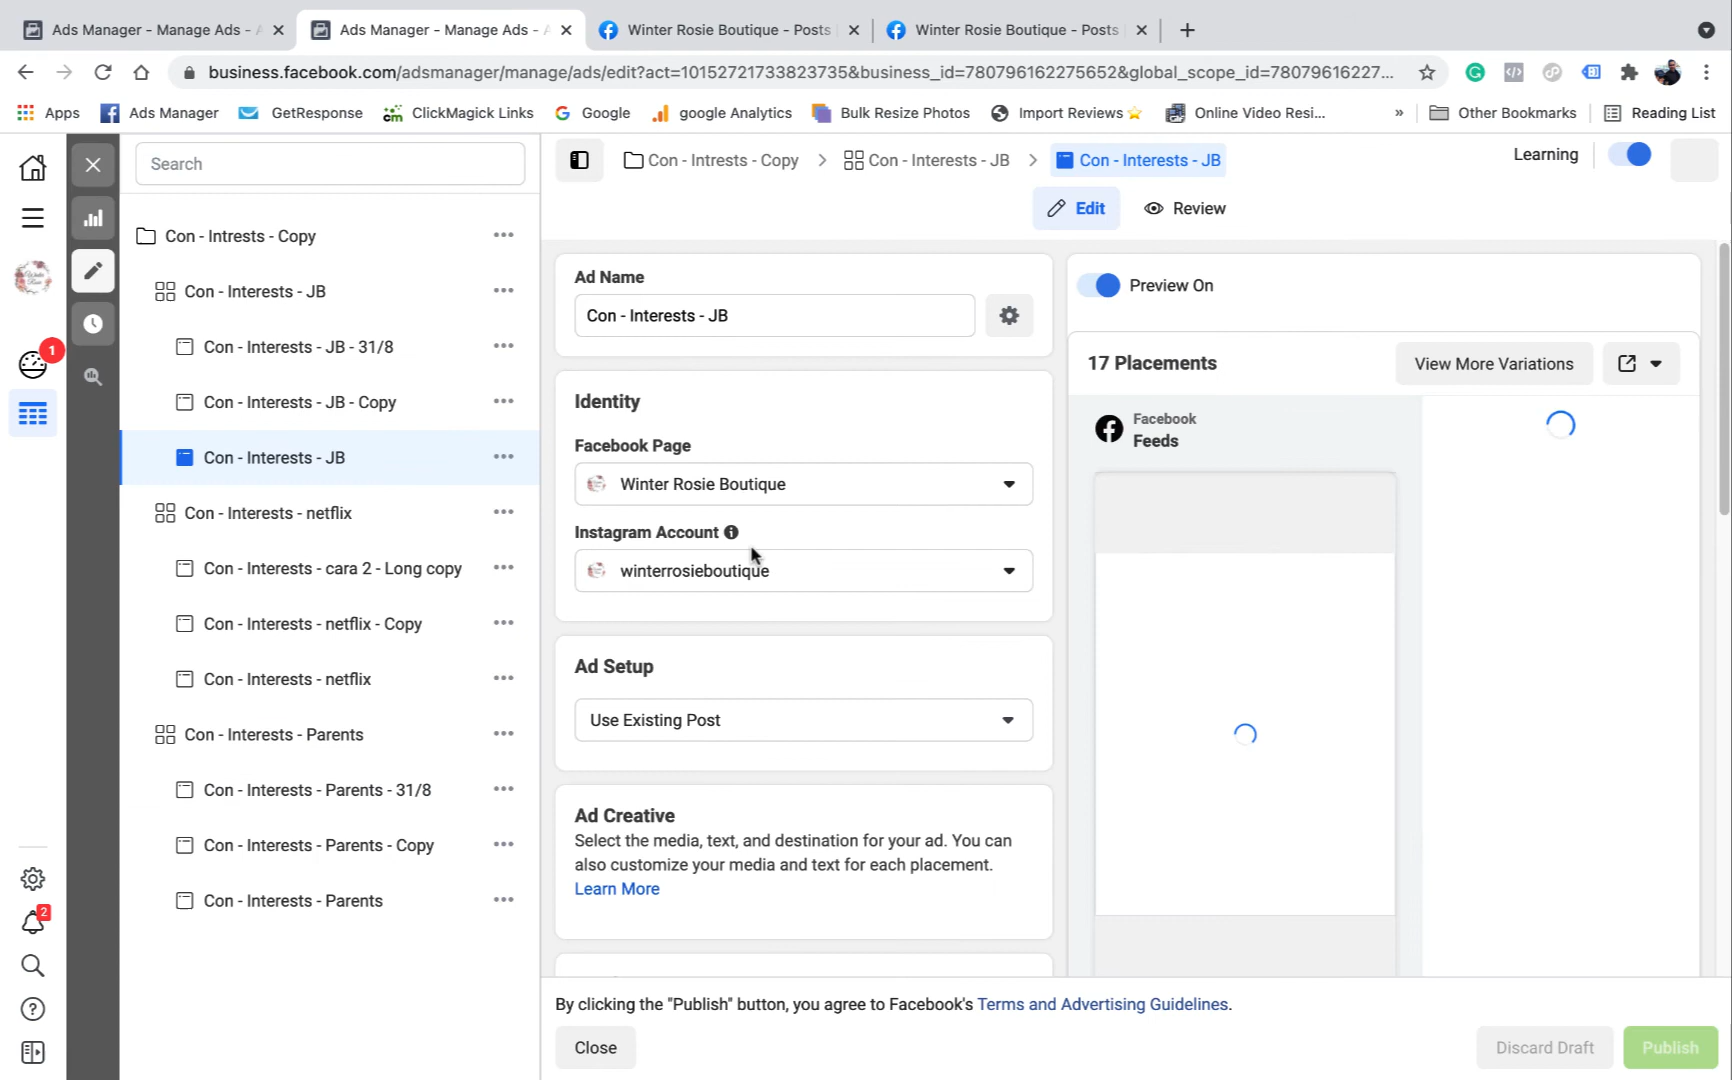 Ads Manager - Manage Ads - A
Ads Manager - Manage Ads - A
Winter Rosie Boutique - Posts
Winter Rosie Boutique - Posts
business.facebook.com/adsmanager/manage/ads/edit?act=10152721733823735&business_id=780796162275652&global_scope_id=78079616227...
Apps
Ads Manager
GetResponse
ClickMagick Links
Google
google Analytics
Bulk Resize Photos
Import Reviews
Online Video Resi...
»
Other Bookmarks
Reading List
Search
Con - Intrests - Copy
Con - Interests - JB
Con - Interests - JB
Learning
Edit
Review
Con - Intrests - Copy
Con - Interests - JB
Con - Interests - JB - 31/8
Con - Interests - JB - Copy
Con - Interests - JB
Con - Interests - netflix
Con - Interests - cara 2 - Long copy
Con - Interests - netflix - Copy
Con - Interests - netflix
Con - Interests - Parents
Con - Interests - Parents - 31/8
Con - Interests - Parents - Copy
Con - Interests - Parents
1
2
Ad Name
Con - Interests - JB
Identity
Facebook Page
Winter Rosie Boutique
Instagram Account
winterrosieboutique
Ad Setup
Use Existing Post
Ad Creative
Select the media, text, and destination for your ad. You can
also customize your media and text for each placement.
Learn More
Preview On
17 Placements
View More Variations
Facebook
Feeds
By clicking the "Publish" button, you agree to Facebook's Terms and Advertising Guidelines.
Close
Discard Draft
Publish